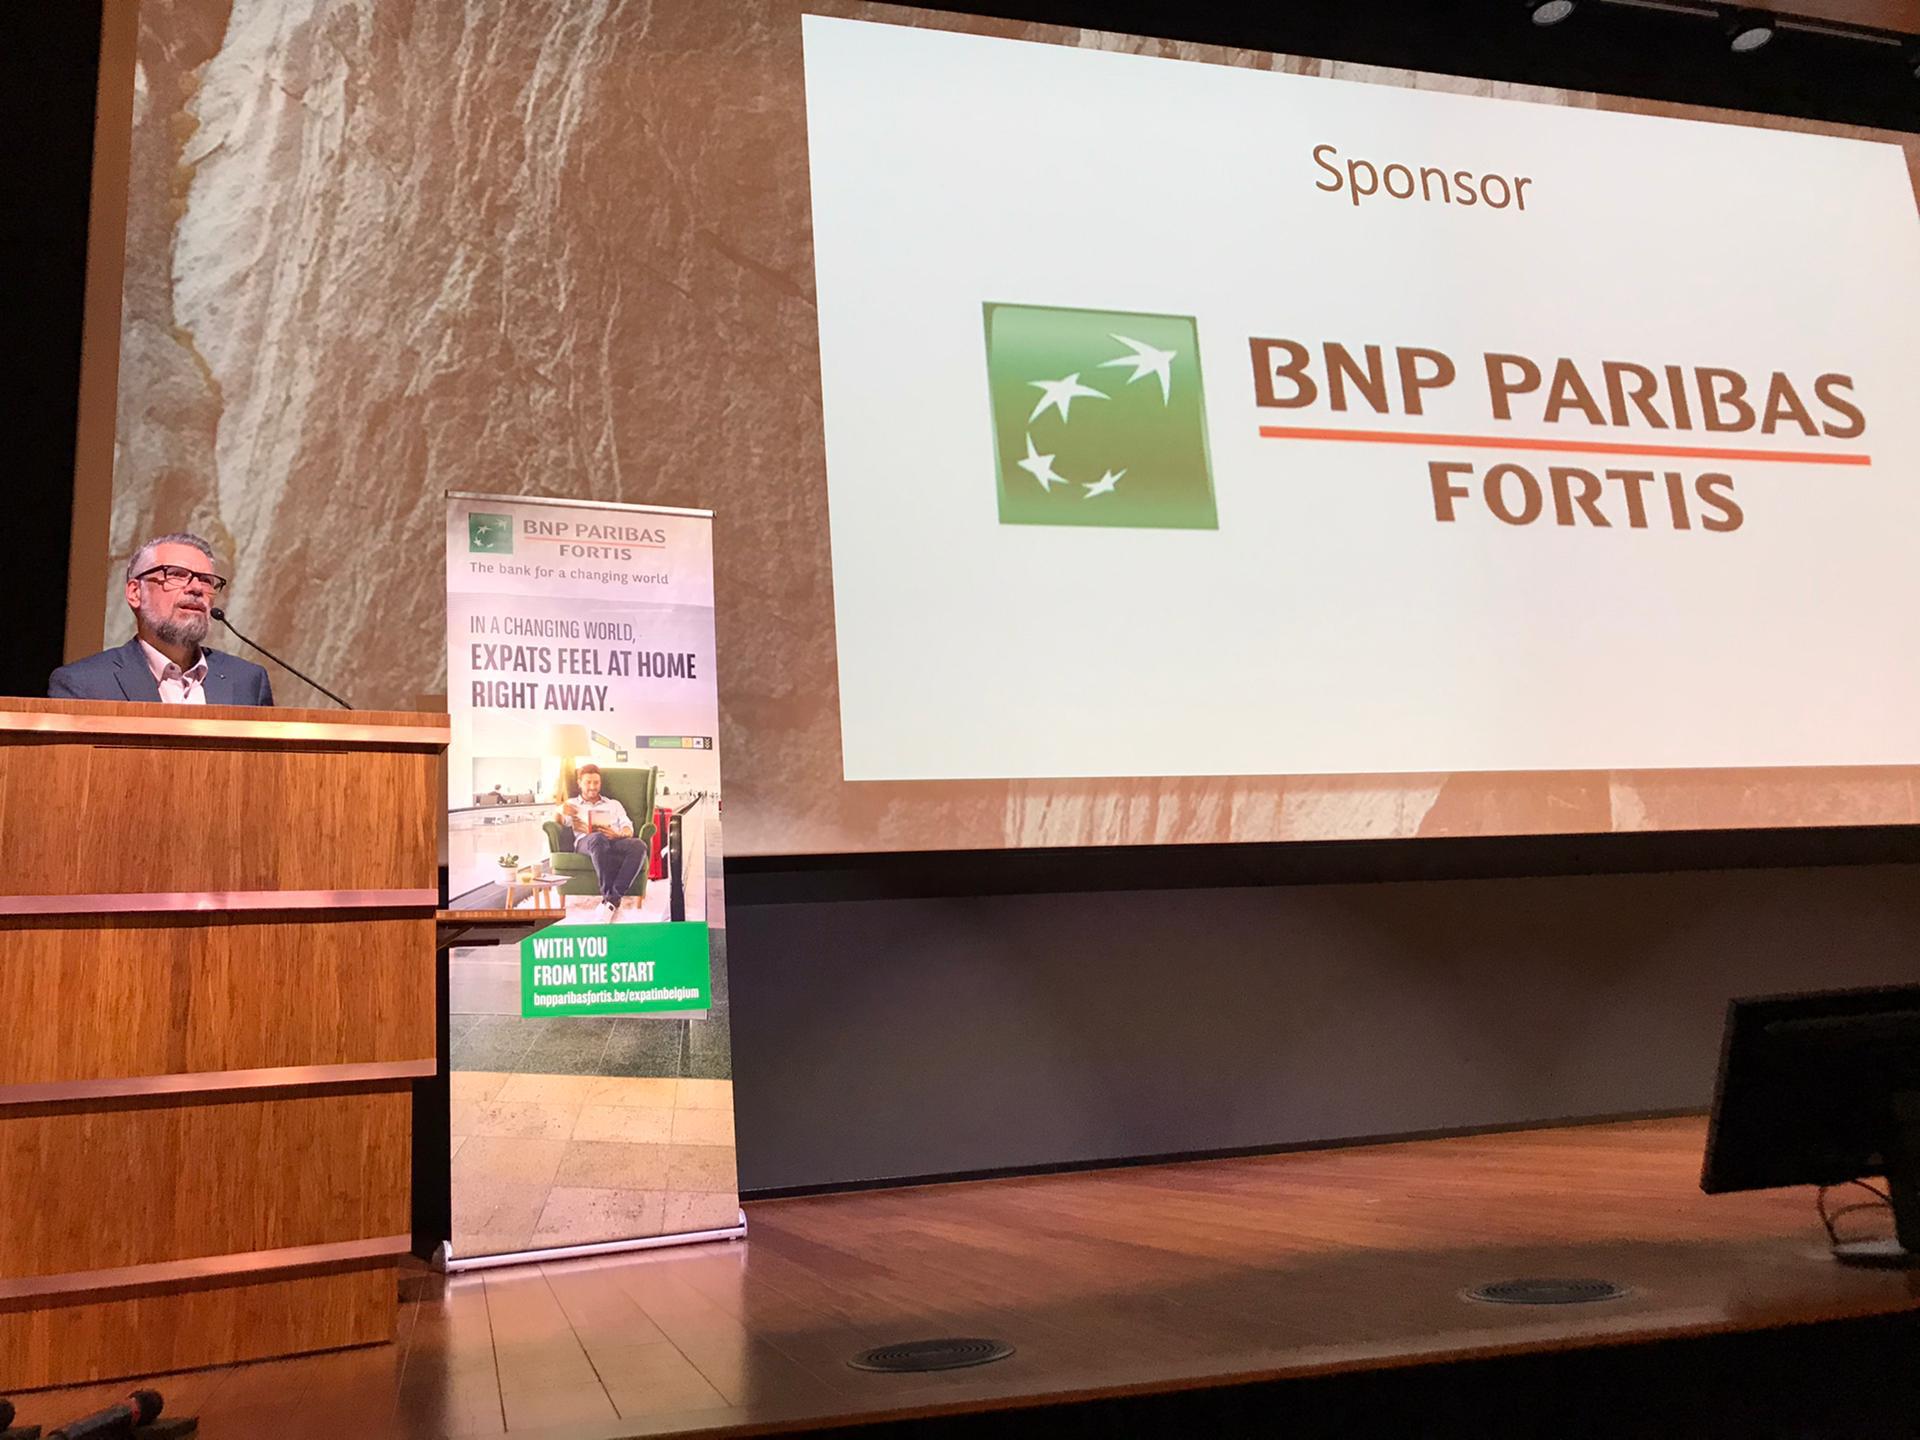 Sponsor
BNP PARIBAS
FORTIS
BNP PARIBAS
FORTIS
The bank for a changing world
IN A CHANGING WORLD,
EXPATS FEEL AT HOME
RIGHT AWAY.
WITH YOU
FROM THE START
bnpparibasfortis.be/expatinbelgium